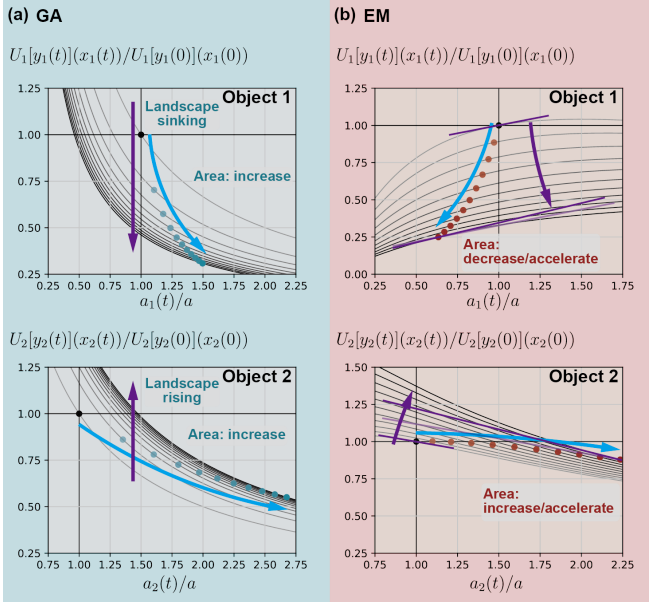 (a) GA
U₁[y₁(t)](x₁(t))/U₁[y₁(0)](x₁(0))
1.25
1.00
0.75
0.50
0.25
Object 1
Landscape
sinking
Area: increase
0.25 0.50 0.75 1.00 1.25 1.50 1.75 2.00 2.25
a₁(t)/a
U₂[y₂(t)](x₂(t))/U₂[y₂(0)](x₂(0))
1.25
1.00
0.75
0.50
0.25
Object 2
Landscape
rising
Area: increase
0.75 1.00 1.25 1.50 1.75 2.00 2.25 2.50 2.75
a₂(t)/a
(b) EM
U₁[y₁(t)](x₁(t))/U₁[y₁(0)](x₁(0))
1.25
1.00
0.75
0.50
0.25
0.00
Object 1
Area:
decrease/accelerate
0.25 0.50 0.75 1.00 1.25 1.50 1.75
a₁(t)/a
U₂[y₂(t)](x₂(t))/U₂[y₂(0)](x₂(0))
1.50
1.25
1.00
0.75
0.50
0.25
Object 2
Area:
increase/accelerate
0.75 1.00 1.25 1.50 1.75 2.00 2.25
a₂(t)/a